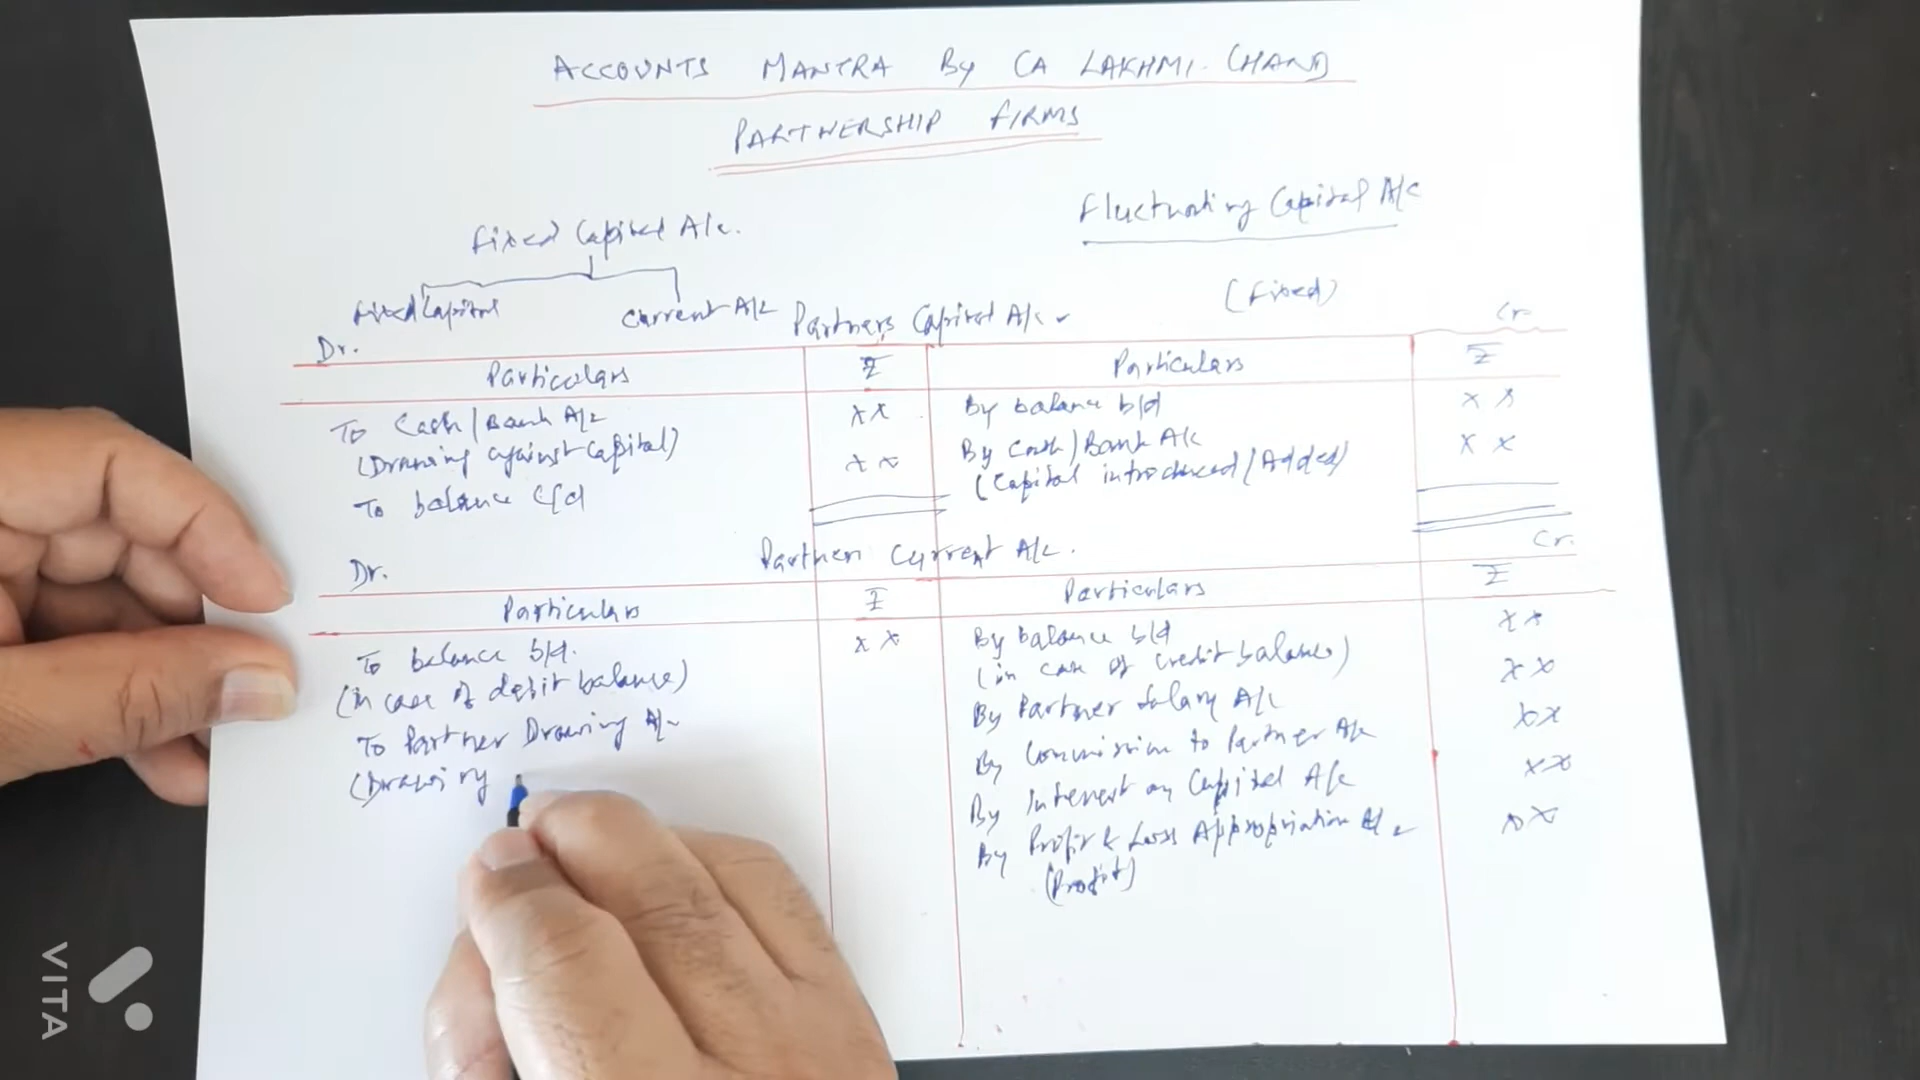 ACCOUNTS MANTRA By CA LAKHMI CHAND
PARTNERSHIP FIRMS
Fixed Capital A/c.
Fluctuating Capital A/c
Fixed Capital
Current A/c
Partners Capital A/c
(Fixed)
Dr.
Cr.
Particulars ₹ Particulars ₹
To Cash/Bank A/c xx By balance b/d xx
(Drawing against Capital) xx By Cash/Bank A/c xx
To balance c/d (Capital introduced/Added)
Dr. Partner Current A/c. Cr.
Particulars ₹ Particulars ₹
To balance b/d. xx By balance b/d xx
(in case of debit balance) (in case of credit balance) xx
To Partner Drawing A/c By Partner Salary A/c xx
(Drawing By Commission to Partner A/c xx
By Interest on Capital A/c xx
By Profit & Loss Appropriation A/c
(Profit)
VITA